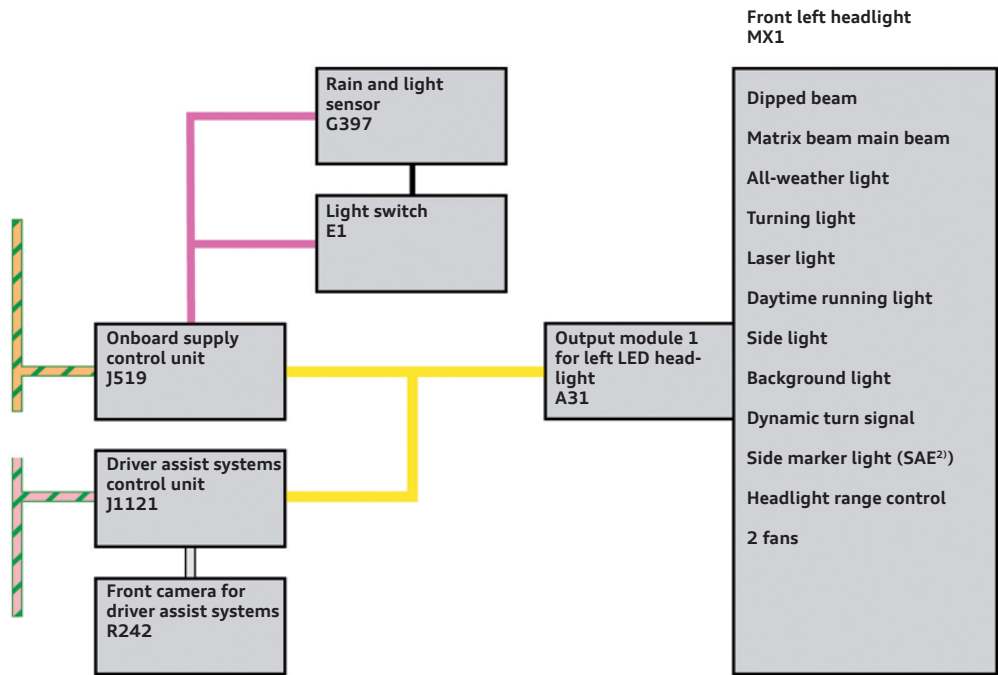 Front left headlight
MX1
Rain and light
sensor
G397
Light switch
E1
Onboard supply
control unit
J519
Driver assist systems
control unit
J1121
Front camera for
driver assist systems
R242
Output module 1
for left LED head-
light
A31
Dipped beam
Matrix beam main beam
All-weather light
Turning light
Laser light
Daytime running light
Side light
Background light
Dynamic turn signal
Side marker light (SAE²⁾)
Headlight range control
2 fans